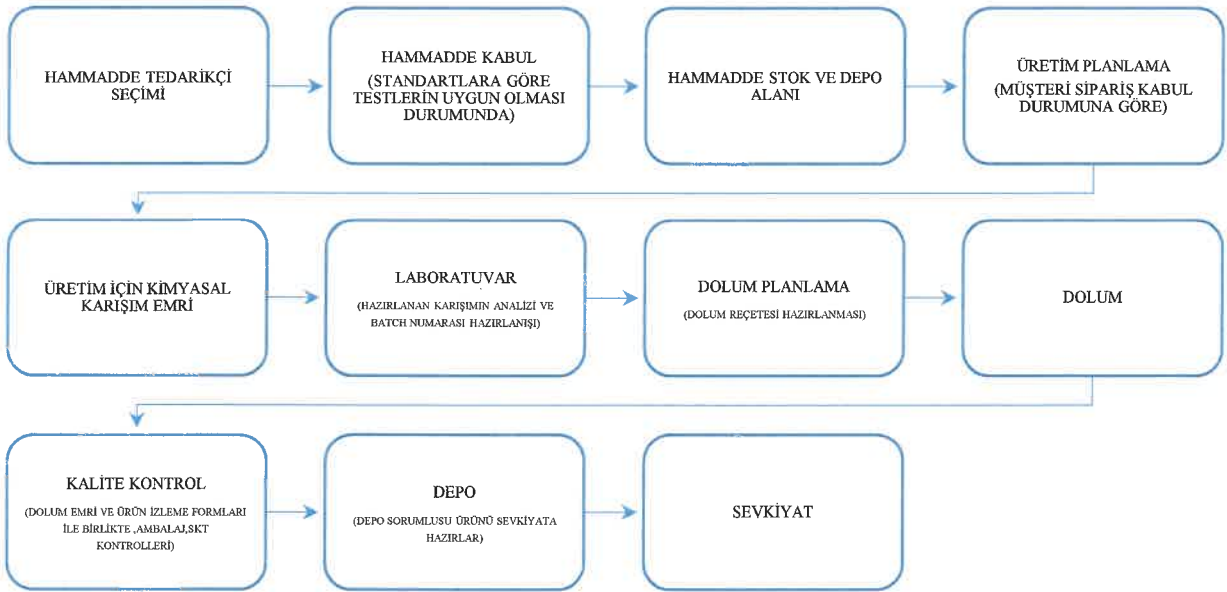 HAMMADDE TEDARİKÇİ
SEÇİMİ
HAMMADDE KABUL
(STANDARTLARA GÖRE
TESTLERİN UYGUN OLMASI
DURUMUNDA)
HAMMADDE STOK VE DEPO
ALANI
ÜRETİM PLANLAMA
(MÜŞTERİ SİPARİŞ KABUL
DURUMUNA GÖRE)
ÜRETİM İÇİN KİMYASAL
KARIŞIM EMRİ
LABORATUVAR
(HAZIRLANAN KARIŞIMIN ANALİZİ VE
BATCH NUMARASI HAZIRLANIŞI)
DOLUM PLANLAMA
(DOLUM REÇETESİ HAZIRLANMASI)
DOLUM
KALİTE KONTROL
(DOLUM EMRİ VE ÜRÜN İZLEME FORMLARI
İLE BİRLİKTE ,AMBALAJ,SKT
KONTROLLERİ)
DEPO
(DEPO SORUMLUSU ÜRÜNÜ SEVKİYATA
HAZIRLAR)
SEVKİYAT